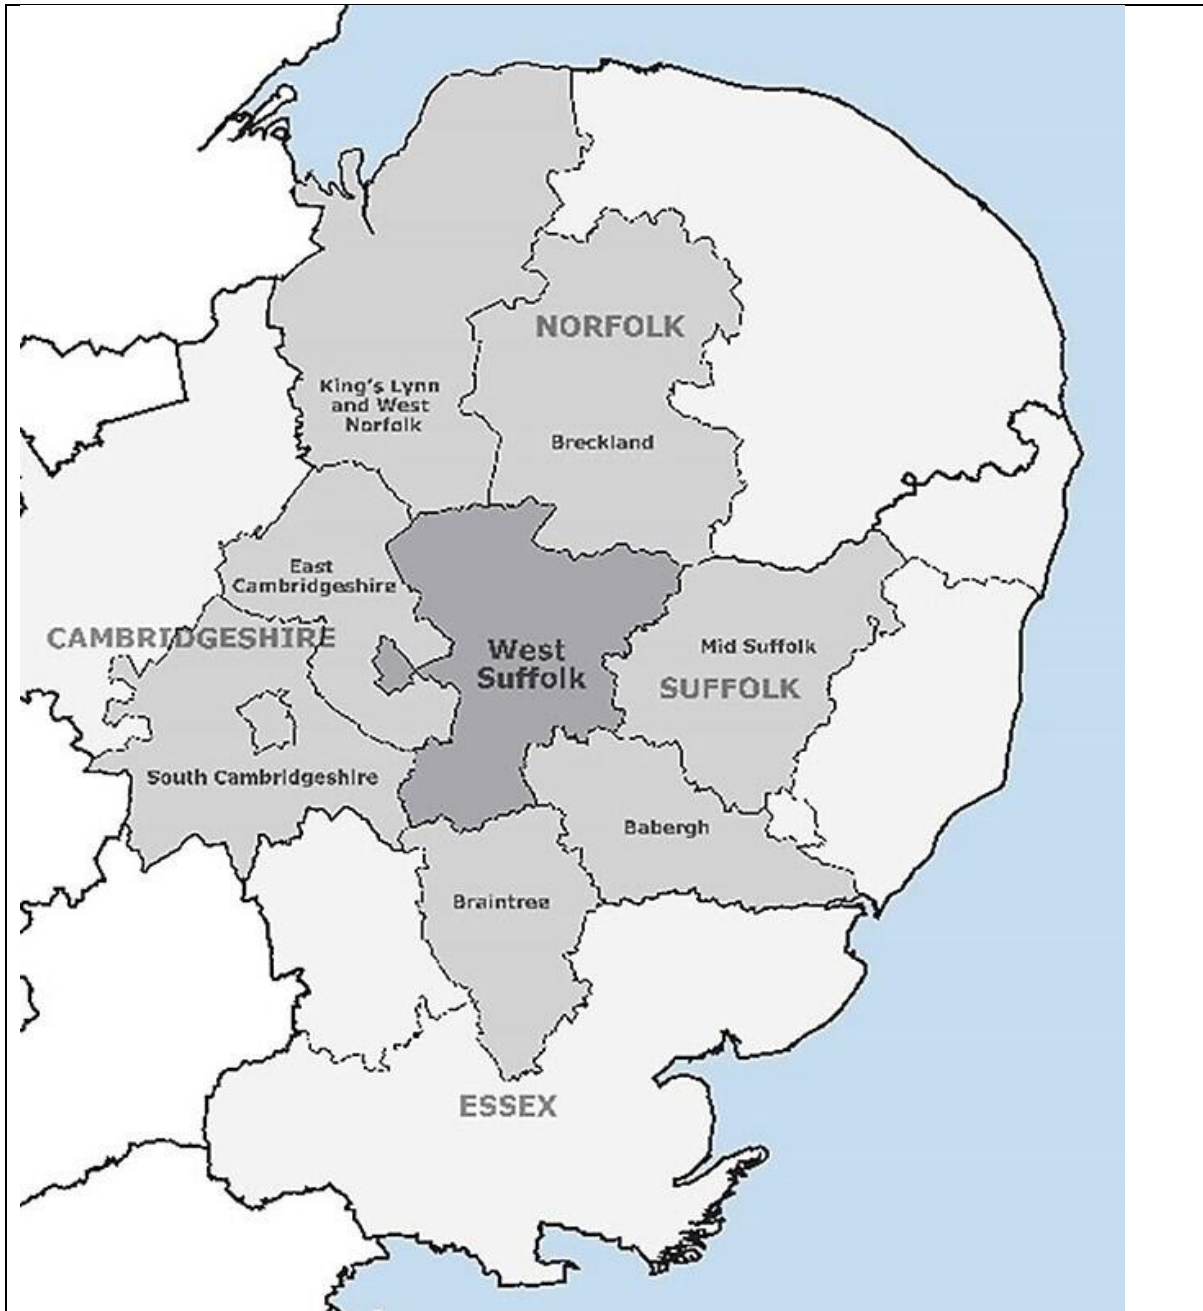 NORFOLK
King's Lynn
and West
Norfolk
Breckland
East
Cambridgeshire
CAMBRIDGESHIRE
West
Suffolk
Mid Suffolk
SUFFOLK
South Cambridgeshire
Babergh
Braintree
ESSEX